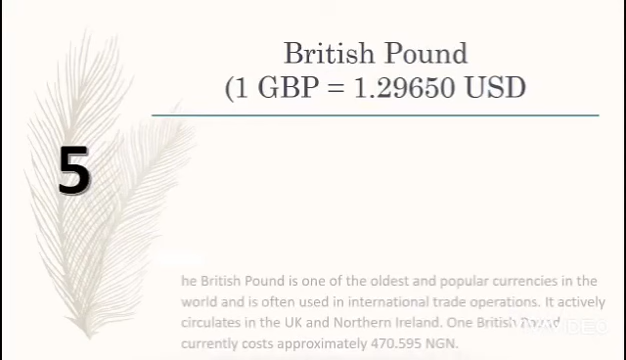 British Pound
(1 GBP = 1.29650 USD
5
he British Pound is one of the oldest and popular currencies in the
world and is often used in international trade operations. It actively
circulates in the UK and Northern Ireland. One British Pound
currently costs approximately 470.595 NGN.